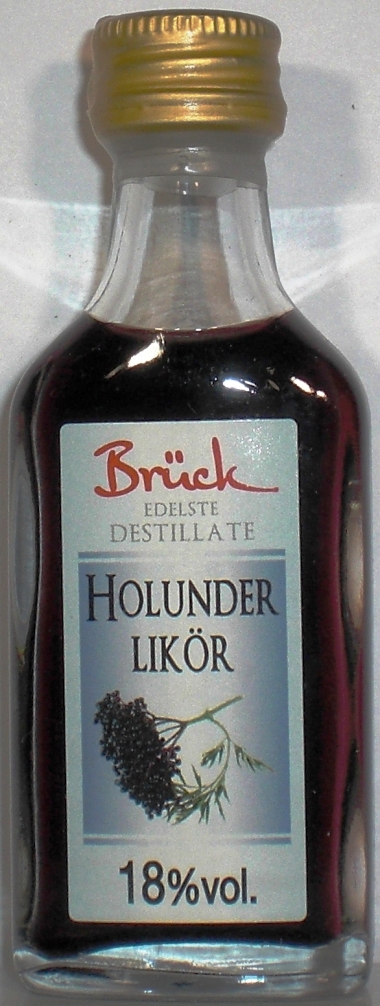 Brück
EDELSTE
DESTILLATE
HOLUNDER
LIKÖR
18%vol.